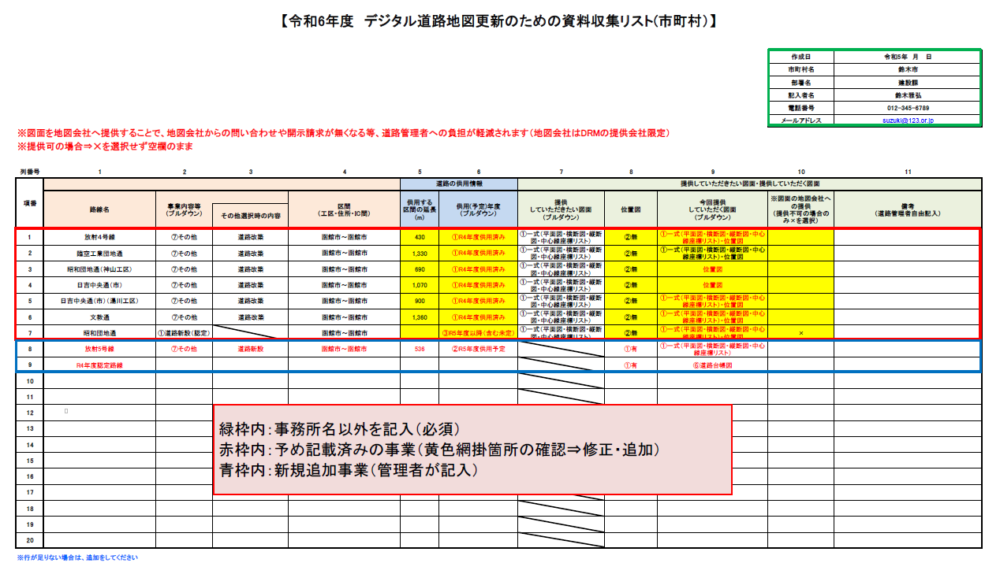 【令和6年度　デジタル道路地図更新のための資料収集リスト(市町村)】
作成日 令和5年　月　日
市町村名 鈴木市
部署名 建設課
記入者名 鈴木雅弘
電話番号 012-345-6789
メールアドレス suzuki@123.or.jp
※図面を地図会社へ提供することで、地図会社からの問い合わせや開示請求が無くなる等、道路管理者への負担が軽減されます(地図会社はDRMの提供会社限定)
※提供可の場合⇒×を選択せず空欄のまま
列番号 1 2 3 4 5 6 7 8 9 10 11
道路の供用情報 提供していただきたい図面・提供していただく図面
項番
路線名
事業内容等
(プルダウン)
その他選択時の内容
区間
(工区・住所・IC間)
供用する
区間の延長
(m)
供用(予定)年度
(プルダウン)
提供
していただきたい図面
(プルダウン)
位置図
今回提供
していただく図面
(プルダウン)
※図面の地図会社へ
の提供
(提供不可の場合の
み×を選択)
備考
(道路管理者自由記入)
1 放射4号線 ⑦その他 道路改築 函館市～函館市 430 ①R4年度供用済み ①一式(平面図・横断図・縦断図・中心線座標リスト) ②無 ①一式(平面図・横断図・縦断図・中心線座標リスト)・位置図
2 臨空工業団地通 ⑦その他 道路改築 函館市～函館市 1,330 ①R4年度供用済み ①一式(平面図・横断図・縦断図・中心線座標リスト) ②無 ①一式(平面図・横断図・縦断図・中心線座標リスト)・位置図
3 昭和団地通(神山工区) ⑦その他 道路改築 函館市～函館市 690 ①R4年度供用済み ①一式(平面図・横断図・縦断図・中心線座標リスト) ②無 位置図
4 日吉中央通(市) ⑦その他 道路改築 函館市～函館市 1,070 ①R4年度供用済み ①一式(平面図・横断図・縦断図・中心線座標リスト) ②無 位置図
5 日吉中央通(市)(湯川工区) ⑦その他 道路改築 函館市～函館市 900 ①R4年度供用済み ①一式(平面図・横断図・縦断図・中心線座標リスト) ②無 ①一式(平面図・横断図・縦断図・中心線座標リスト)・位置図
6 文教通 ⑦その他 道路改築 函館市～函館市 1,360 ①R4年度供用済み ①一式(平面図・横断図・縦断図・中心線座標リスト) ②無 ①一式(平面図・横断図・縦断図・中心線座標リスト)・位置図
7 昭和団地通 ①道路新設(認定) 函館市～函館市 ③R5年度以降(含む未定) ①一式(平面図・横断図・縦断図・中心線座標リスト) ②無 ①一式(平面図・横断図・縦断図・中心線座標リスト)・位置図 ×
8 放射5号線 ⑦その他 道路新設 函館市～函館市 536 ②R5年度供用予定 ①有 ①一式(平面図・横断図・縦断図・中心線座標リスト)
9 R4年度認定路線 ①有 ⑥道路台帳図
10
11
12
13
14
15
16
17
18
19
20
緑枠内：事務所名以外を記入(必須)
赤枠内：予め記載済みの事業(黄色網掛箇所の確認⇒修正・追加)
青枠内：新規追加事業(管理者が記入)
※行が足りない場合は、追加をしてください